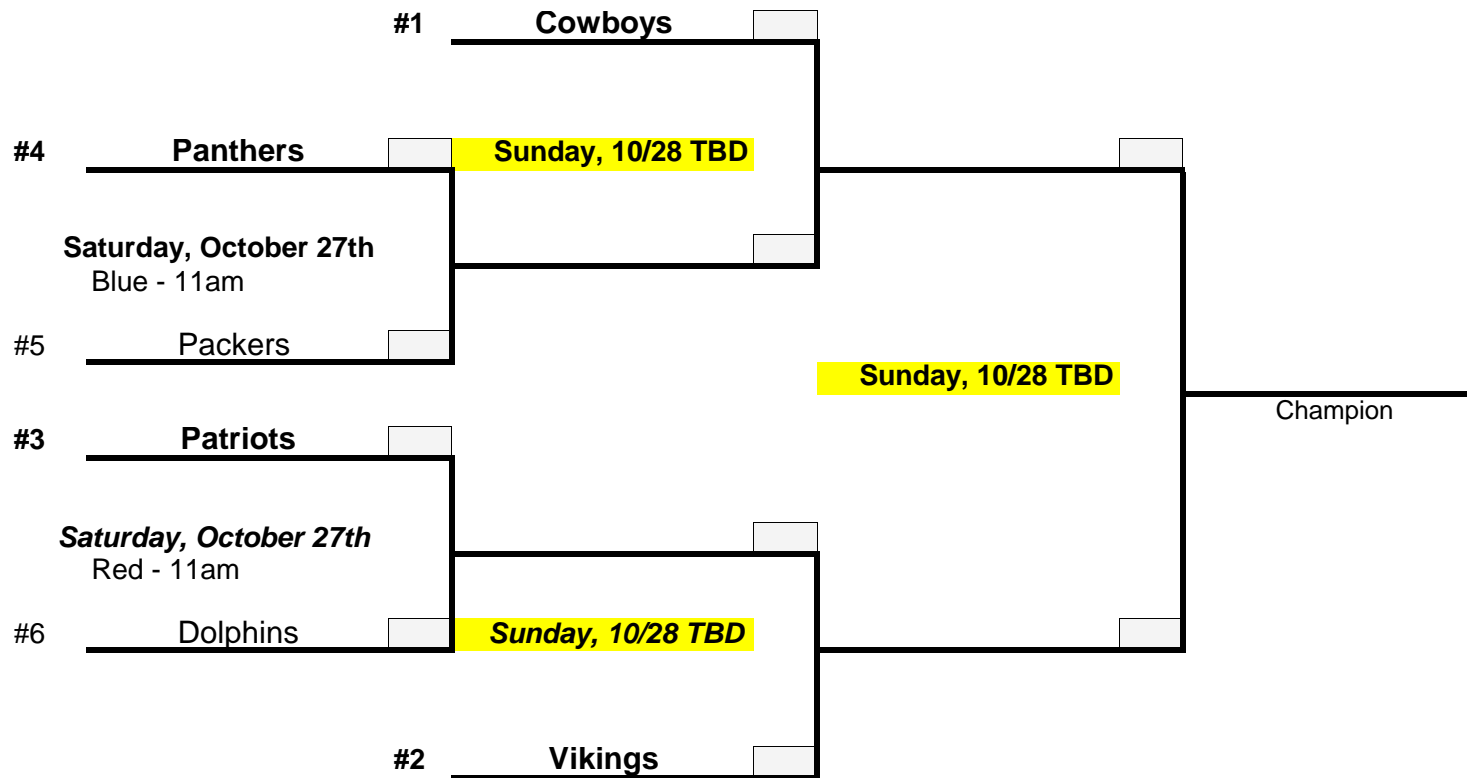 #1 Cowboys
#4 Panthers Sunday, 10/28 TBD
Saturday, October 27th
Blue - 11am
#5 Packers
Sunday, 10/28 TBD
Champion
#3 Patriots
Saturday, October 27th
Red - 11am
#6 Dolphins Sunday, 10/28 TBD
#2 Vikings